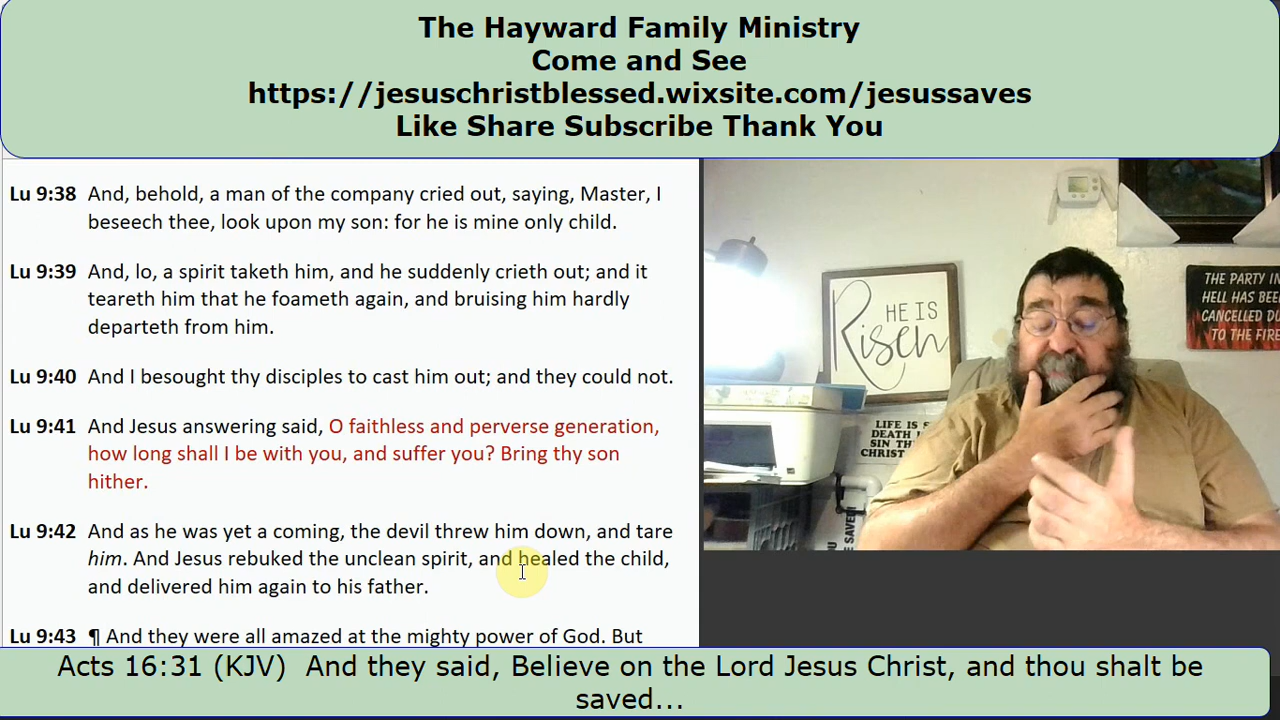 The Hayward Family Ministry
Come and See
https://jesuschristblessed.wixsite.com/jesussaves
Like Share Subscribe Thank You
Lu 9:38 And, behold, a man of the company cried out, saying, Master, I
beseech thee, look upon my son: for he is mine only child.
Lu 9:39 And, lo, a spirit taketh him, and he suddenly crieth out; and it
teareth him that he foameth again, and bruising him hardly
departeth from him.
Lu 9:40 And I besought thy disciples to cast him out; and they could not.
Lu 9:41 And Jesus answering said, O faithless and perverse generation,
how long shall I be with you, and suffer you? Bring thy son
hither.
Lu 9:42 And as he was yet a coming, the devil threw him down, and tare
him. And Jesus rebuked the unclean spirit, and healed the child,
and delivered him again to his father.
Lu 9:43 ¶ And they were all amazed at the mighty power of God. But
HE IS
Risen
THE PARTY IN
HELL HAS BEE
CANCELLED DU
TO THE FIRE
LIFE IS S
DEATH I
SIN TH
CHRIST
SAVE
Acts 16:31 (KJV) And they said, Believe on the Lord Jesus Christ, and thou shalt be
saved...